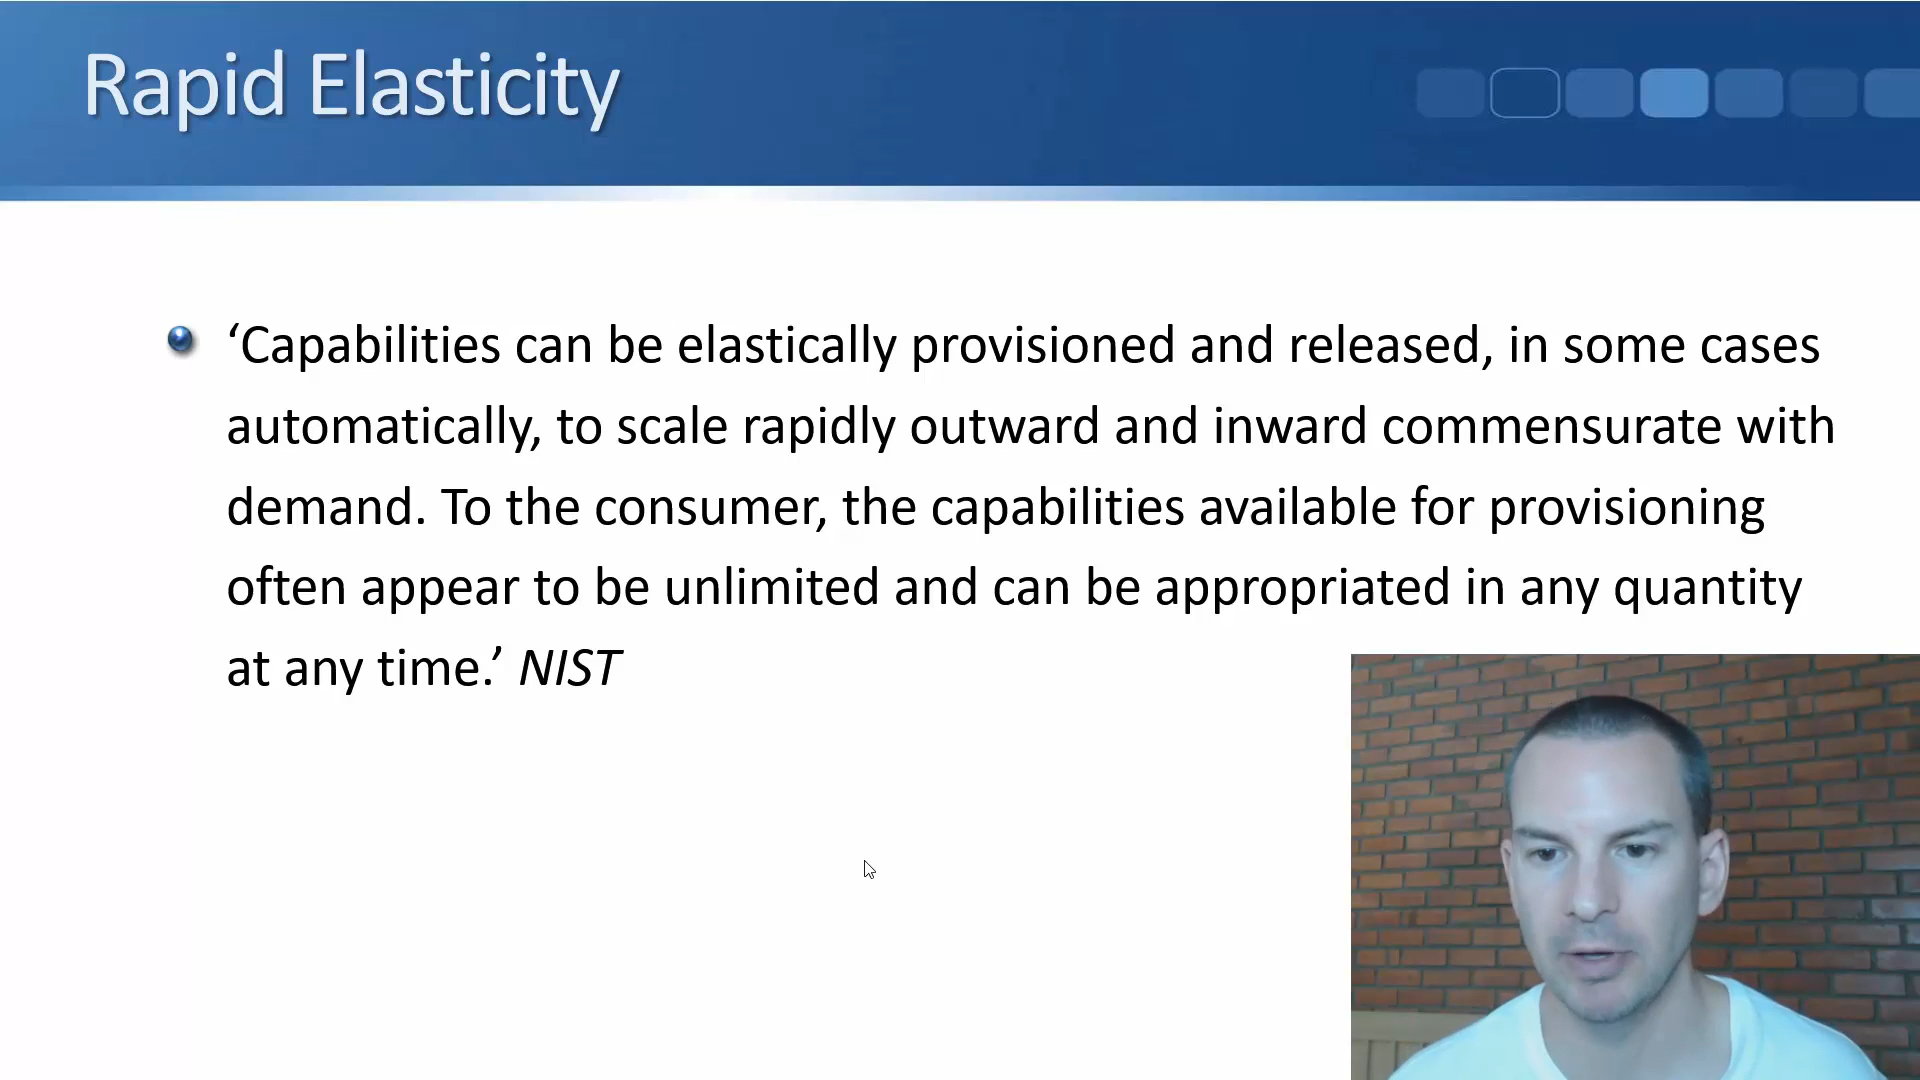 Rapid Elasticity
‘Capabilities can be elastically provisioned and released, in some cases
automatically, to scale rapidly outward and inward commensurate with
demand. To the consumer, the capabilities available for provisioning
often appear to be unlimited and can be appropriated in any quantity
at any time.’ NIST